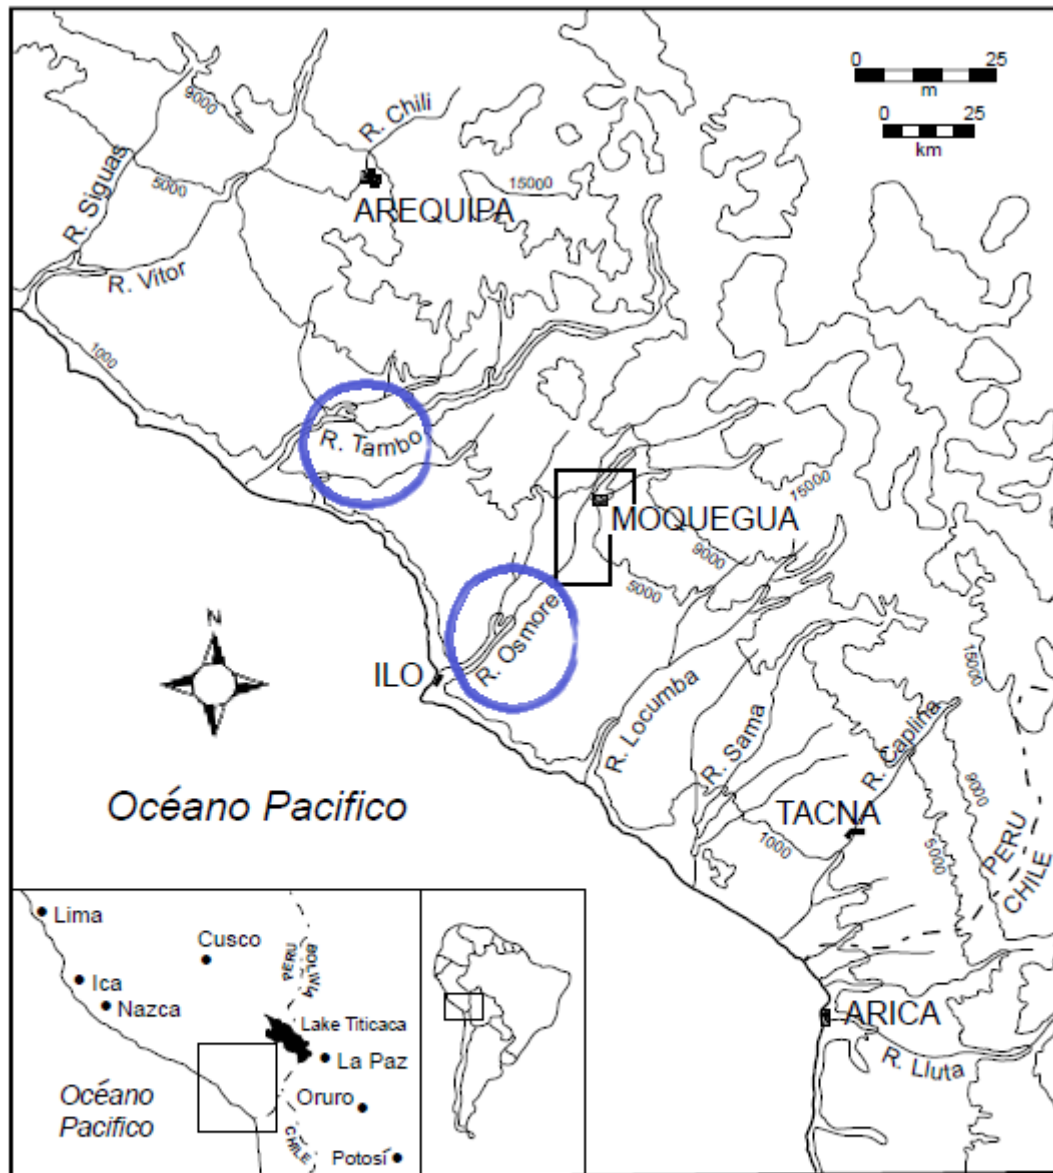 0 25
m
0 25
km
9000
R. Chili
R. Siguas
5000
AREQUIPA
15000
R. Vitor
1000
R. Tambo
15000
MOQUEGUA
9000
5000
R. Osmore
N
ILO
R. Locumba
R. Sama
R. Caplina
15000
9000
5000
TACNA
1000
PERU
CHILE
Océano Pacifico
ARICA
R. Lluta
Lima
Cusco
PERU
BOLIVIA
Ica
Nazca
Lake Titicaca
La Paz
Océano
Pacifico
Oruro
CHILE
Potosí